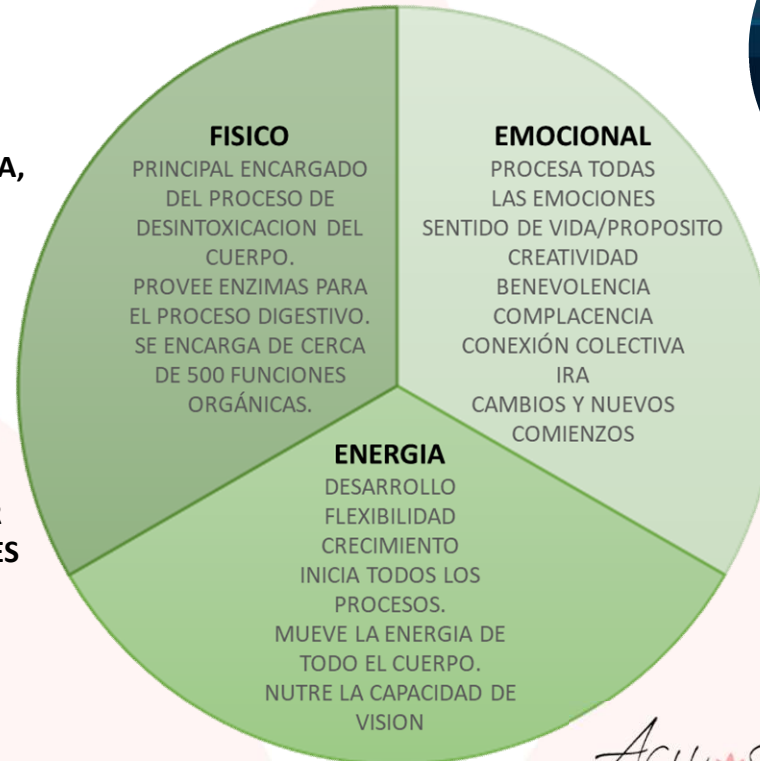 FISICO
PRINCIPAL ENCARGADO
DEL PROCESO DE
DESINTOXICACION DEL
CUERPO.
PROVEE ENZIMAS PARA
EL PROCESO DIGESTIVO.
SE ENCARGA DE CERCA
DE 500 FUNCIONES
ORGÁNICAS.
EMOCIONAL
PROCESA TODAS
LAS EMOCIONES
SENTIDO DE VIDA/PROPOSITO
CREATIVIDAD
BENEVOLENCIA
COMPLACENCIA
CONEXIÓN COLECTIVA
IRA
CAMBIOS Y NUEVOS
COMIENZOS
ENERGIA
DESARROLLO
FLEXIBILIDAD
CRECIMIENTO
INICIA TODOS LOS
PROCESOS.
MUEVE LA ENERGIA DE
TODO EL CUERPO.
NUTRE LA CAPACIDAD DE
VISION